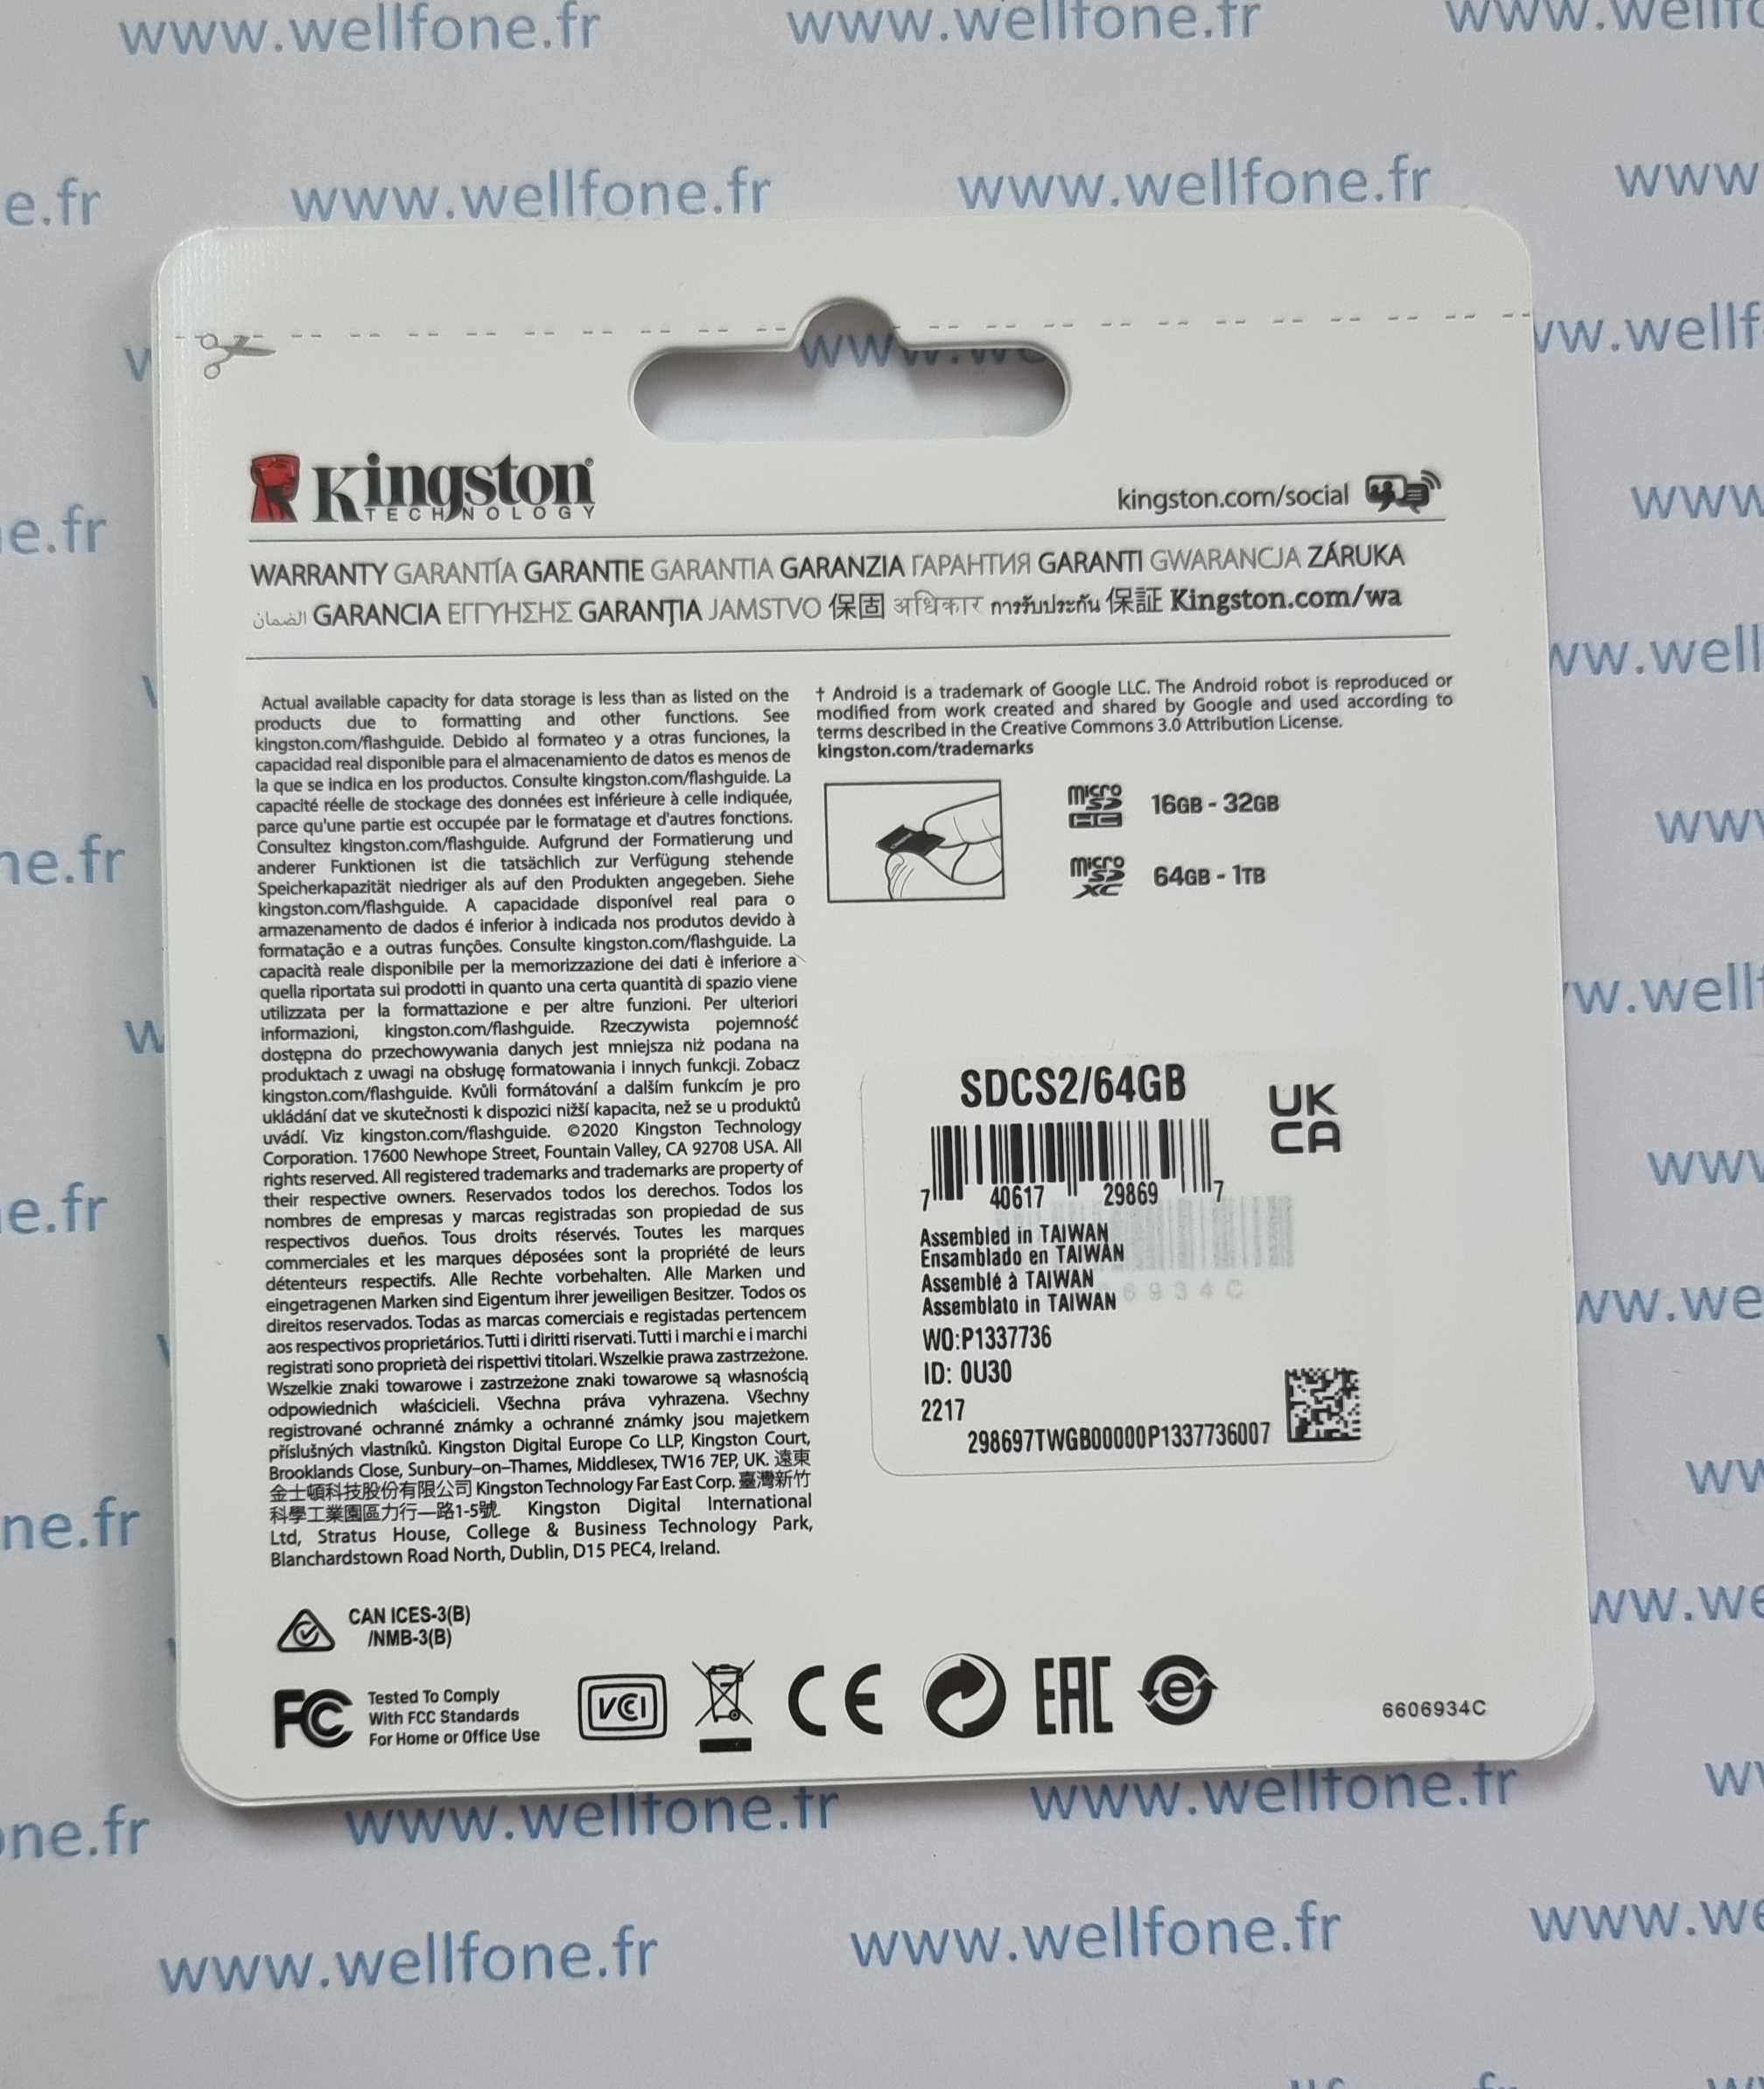 www.wellfone.fr www.wellfone.fr
e.fr www.wellfone.fr www.wellfone.fr www
Kingston
TECHNOLOGY
kingston.com/social
WARRANTY GARANTÍA GARANTIE GARANTIA GARANZIA ГАРАНТИЯ GARANTI GWARANCJA ZÁRUKA
الضمان GARANCIA ΕΓΓΥΗΣΗΣ GARANŢIA JAMSTVO 保固 अधिकार การรับประกัน 保証 Kingston.com/wa
Actual available capacity for data storage is less than as listed on the
products due to formatting and other functions. See
kingston.com/flashguide. Debido al formateo y a otras funciones, la
capacidad real disponible para el almacenamiento de datos es menos de
la que se indica en los productos. Consulte kingston.com/flashguide. La
capacité réelle de stockage des données est inférieure à celle indiquée,
parce qu'une partie est occupée par le formatage et d'autres fonctions.
Consultez kingston.com/flashguide. Aufgrund der Formatierung und
anderer Funktionen ist die tatsächlich zur Verfügung stehende
Speicherkapazität niedriger als auf den Produkten angegeben. Siehe
kingston.com/flashguide. A capacidade disponível real para o
armazenamento de dados é inferior à indicada nos produtos devido à
formatação e a outras funções. Consulte kingston.com/flashguide. La
capacità reale disponibile per la memorizzazione dei dati è inferiore a
quella riportata sui prodotti in quanto una certa quantità di spazio viene
utilizzata per la formattazione e per altre funzioni. Per ulteriori
informazioni, kingston.com/flashguide. Rzeczywista pojemność
dostępna do przechowywania danych jest mniejsza niż podana na
produktach z uwagi na obsługę formatowania i innych funkcji. Zobacz
kingston.com/flashguide. Kvůli formátování a dalším funkcím je pro
ukládání dat ve skutečnosti k dispozici nižší kapacita, než se u produktů
uvádí. Viz kingston.com/flashguide. ©2020 Kingston Technology
Corporation. 17600 Newhope Street, Fountain Valley, CA 92708 USA. All
rights reserved. All registered trademarks and trademarks are property of
their respective owners. Reservados todos los derechos. Todos los
nombres de empresas y marcas registradas son propiedad de sus
respectivos dueños. Tous droits réservés. Toutes les marques
commerciales et les marques déposées sont la propriété de leurs
détenteurs respectifs. Alle Rechte vorbehalten. Alle Marken und
eingetragenen Marken sind Eigentum ihrer jeweiligen Besitzer. Todos os
direitos reservados. Todas as marcas comerciais e registadas pertencem
aos respectivos proprietários. Tutti i diritti riservati. Tutti i marchi e i marchi
registrati sono proprietà dei rispettivi titolari. Wszelkie prawa zastrzeżone.
Wszelkie znaki towarowe i zastrzeżone znaki towarowe są własnością
odpowiednich właścicieli. Všechna práva vyhrazena. Všechny
registrované ochranné známky a ochranné známky jsou majetkem
příslušných vlastníků. Kingston Digital Europe Co LLP, Kingston Court,
Brooklands Close, Sunbury-on-Thames, Middlesex, TW16 7EP, UK. 遠東
金士頓科技股份有限公司 Kingston Technology Far East Corp. 臺灣新竹
科學工業園區力行一路1-5號. Kingston Digital International
Ltd, Stratus House, College & Business Technology Park,
Blanchardstown Road North, Dublin, D15 PEC4, Ireland.
† Android is a trademark of Google LLC. The Android robot is reproduced or
modified from work created and shared by Google and used according to
terms described in the Creative Commons 3.0 Attribution License.
kingston.com/trademarks
micro SD HC 16GB - 32GB
micro SD XC 64GB - 1TB
SDCS2/64GB
UK
CA
7 40617 29869 7
Assembled in TAIWAN
Ensamblado en TAIWAN
Assemblé à TAIWAN
Assemblato in TAIWAN
WO:P1337736
ID: 0U30
2217
298697TWGB00000P1337736007
CAN ICES-3(B)
/NMB-3(B)
FC Tested To Comply
With FCC Standards
For Home or Office Use
VCI
CE
EAC
e
6606934C
www.wellfone.fr www.wellfone.fr
www.wellfone.fr www.wellfone.fr